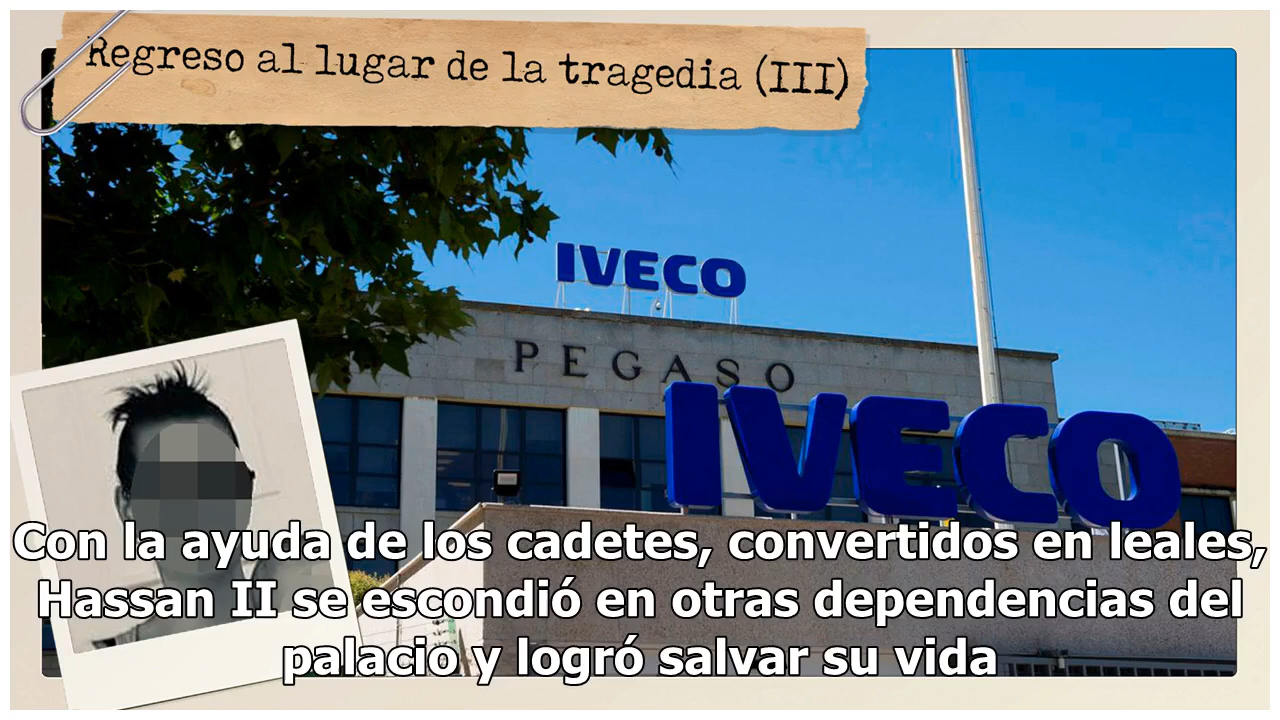 Regreso al lugar de la tragedia (III)
IVECO
PEGASO
IVECO
Con la ayuda de los cadetes, convertidos en leales,
Hassan II se escondió en otras dependencias del
palacio y logró salvar su vida